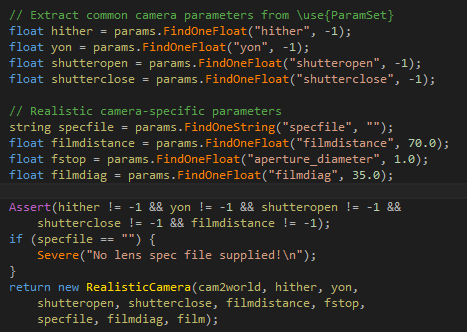 // Extract common camera parameters from \use{ParamSet}
float hither = params.FindOneFloat("hither", -1);
float yon = params.FindOneFloat("yon", -1);
float shutteropen = params.FindOneFloat("shutteropen", -1);
float shutterclose = params.FindOneFloat("shutterclose", -1);

// Realistic camera-specific parameters
string specfile = params.FindOneString("specfile", "");
float filmdistance = params.FindOneFloat("filmdistance", 70.0);
float fstop = params.FindOneFloat("aperture_diameter", 1.0);
float filmdiag = params.FindOneFloat("filmdiag", 35.0);

Assert(hither != -1 && yon != -1 && shutteropen != -1 &&
    shutterclose != -1 && filmdistance != -1);
if (specfile == "") {
    Severe("No lens spec file supplied!\n");
}
return new RealisticCamera(cam2world, hither, yon,
    shutteropen, shutterclose, filmdistance, fstop,
    specfile, filmdiag, film);